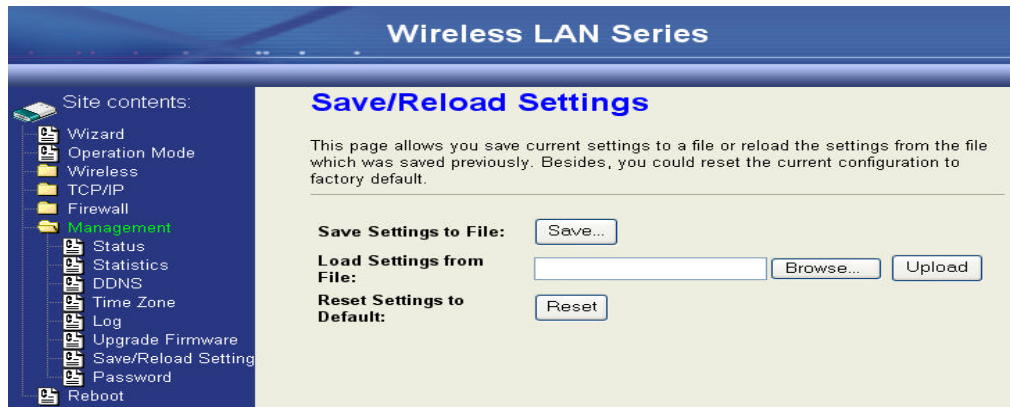 Wireless LAN Series
Site contents:
Wizard
Operation Mode
Wireless
TCP/IP
Firewall
Management
Status
Statistics
DDNS
Time Zone
Log
Upgrade Firmware
Save/Reload Setting
Password
Reboot
Save/Reload Settings
This page allows you save current settings to a file or reload the settings from the file
which was saved previously. Besides, you could reset the current configuration to
factory default.
Save Settings to File: Save...
Load Settings from
File: Browse... Upload
Reset Settings to
Default: Reset